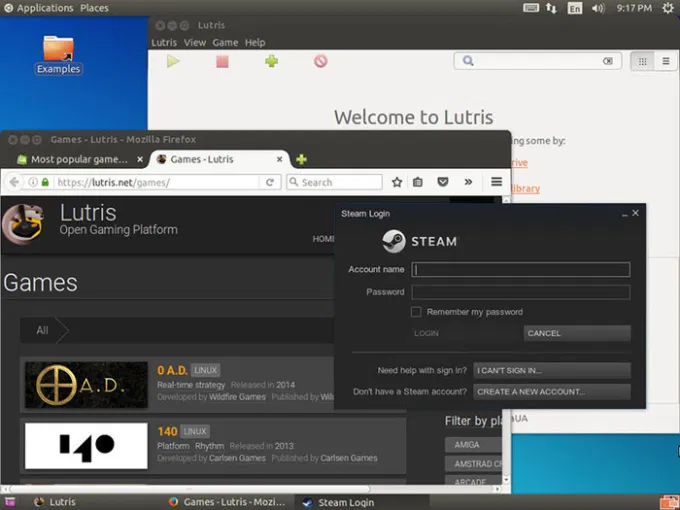 Applications Places En 9:17 PM
Lutris
Lutris View Game Help
Examples
Welcome to Lutris
ing some by:
rive
library
Games - Lutris - Mozilla Firefox
Most popular game...
Games - Lutris
https://lutris.net/games/
Search
Lutris
Open Gaming Platform
HOM
Games
All
0 A.D. LINUX
Real-time strategy Released in 2014
Developed by Wildfire Games Published by Wil
A.D.
140 LINUX
Platform Rhythm Released in 2013
Developed by Carlsen Games Published by Carlsen Games
140
Filter by pla
AMIGA
AMSTRAD CP
ARCADE
Steam Login
STEAM
Account name
Password
Remember my password
LOGIN CANCEL
Need help with sign in? I CAN'T SIGN IN...
Don't have a Steam account? CREATE A NEW ACCOUNT...
aUA
Lutris
Games - Lutris - Mozi...
Steam Login